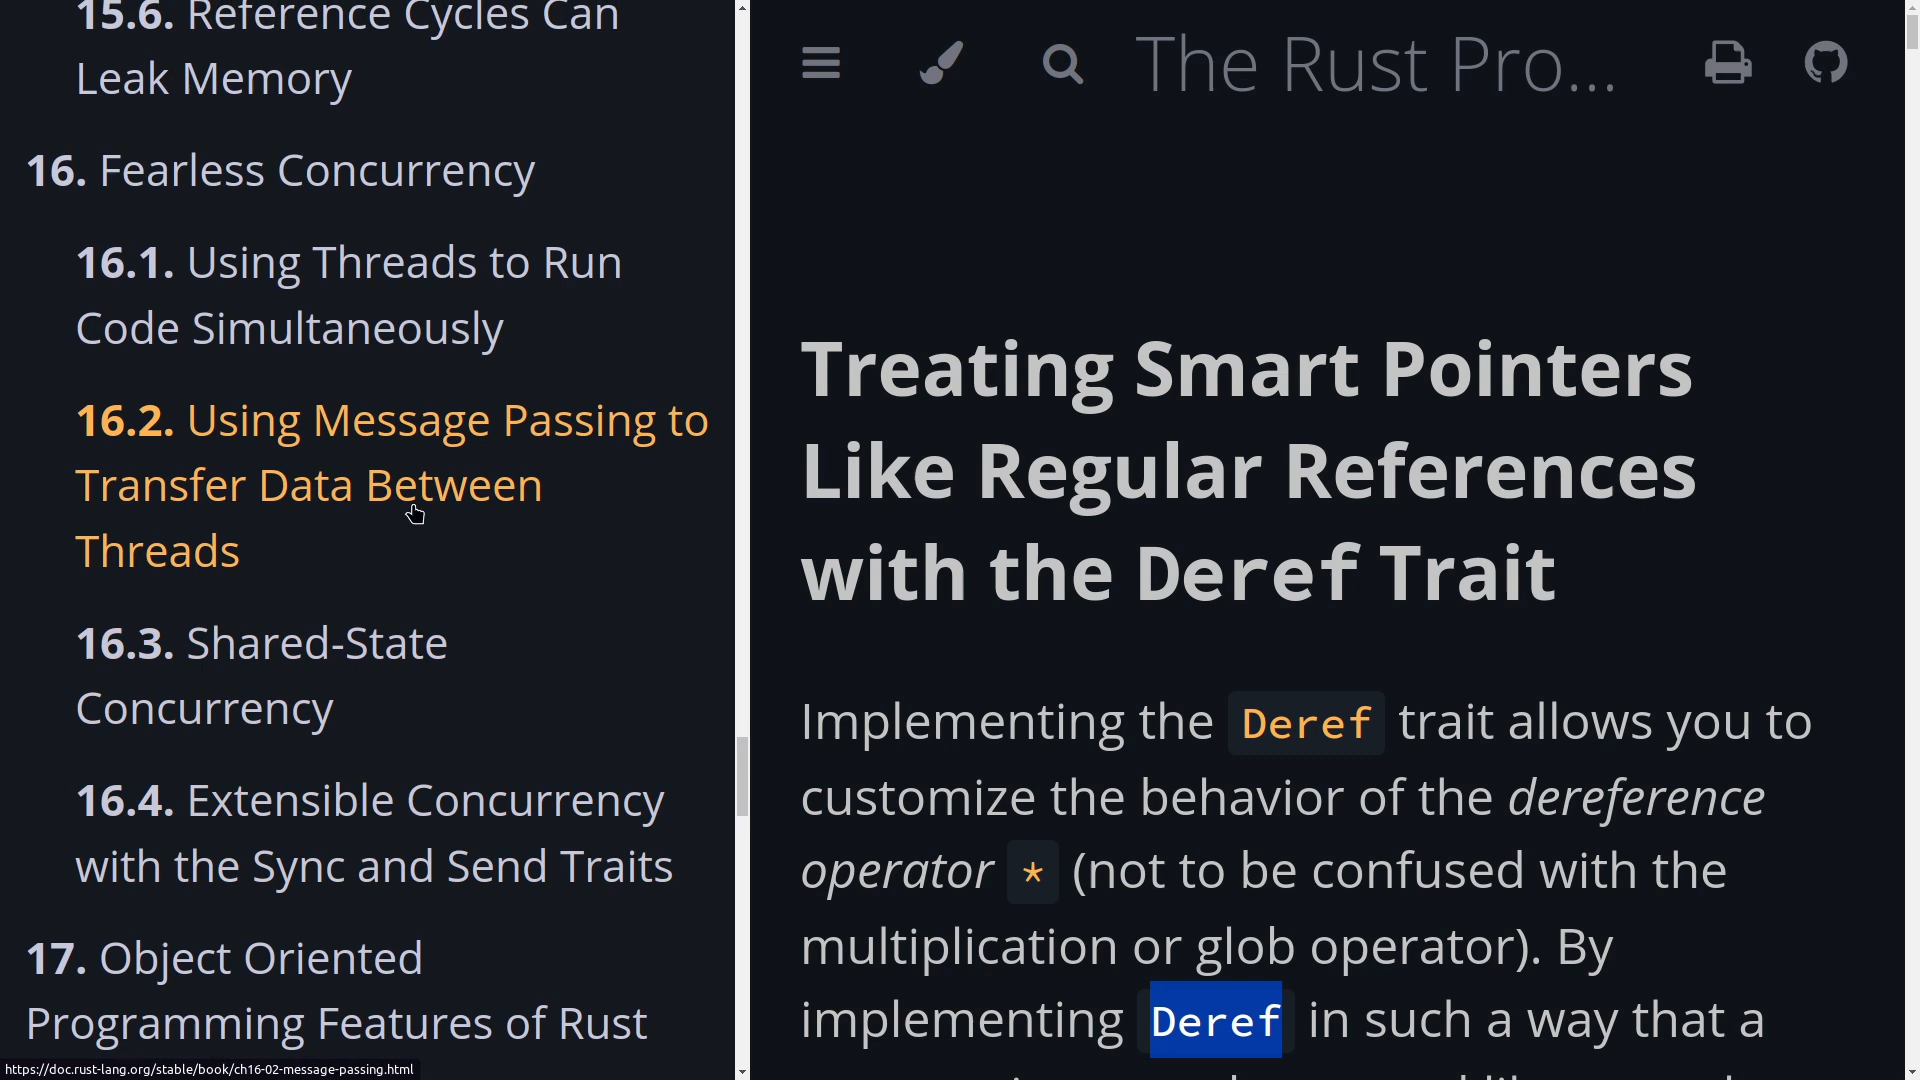 15.6. Reference Cycles Can
Leak Memory
16. Fearless Concurrency
16.1. Using Threads to Run
Code Simultaneously
16.2. Using Message Passing to
Transfer Data Between
Threads
16.3. Shared-State
Concurrency
16.4. Extensible Concurrency
with the Sync and Send Traits
17. Object Oriented
Programming Features of Rust
https://doc.rust-lang.org/stable/book/ch16-02-message-passing.html
The Rust Pro...
Treating Smart Pointers
Like Regular References
with the Deref Trait
Implementing the Deref trait allows you to
customize the behavior of the dereference
operator * (not to be confused with the
multiplication or glob operator). By
implementing Deref in such a way that a